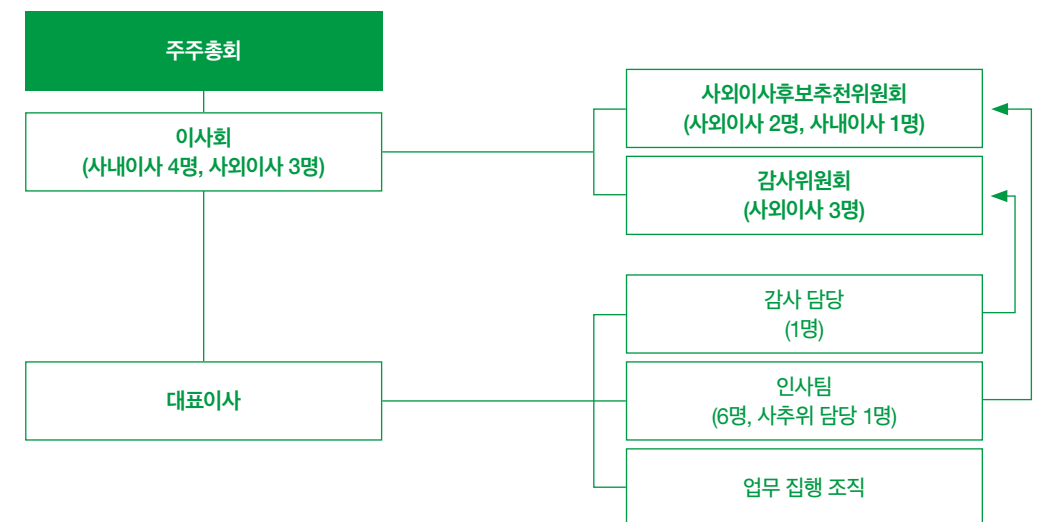 주주총회
이사회
(사내이사 4명, 사외이사 3명)
사외이사후보추천위원회
(사외이사 2명, 사내이사 1명)
감사위원회
(사외이사 3명)
감사 담당
(1명)
대표이사
인사팀
(6명, 사추위 담당 1명)
업무 집행 조직